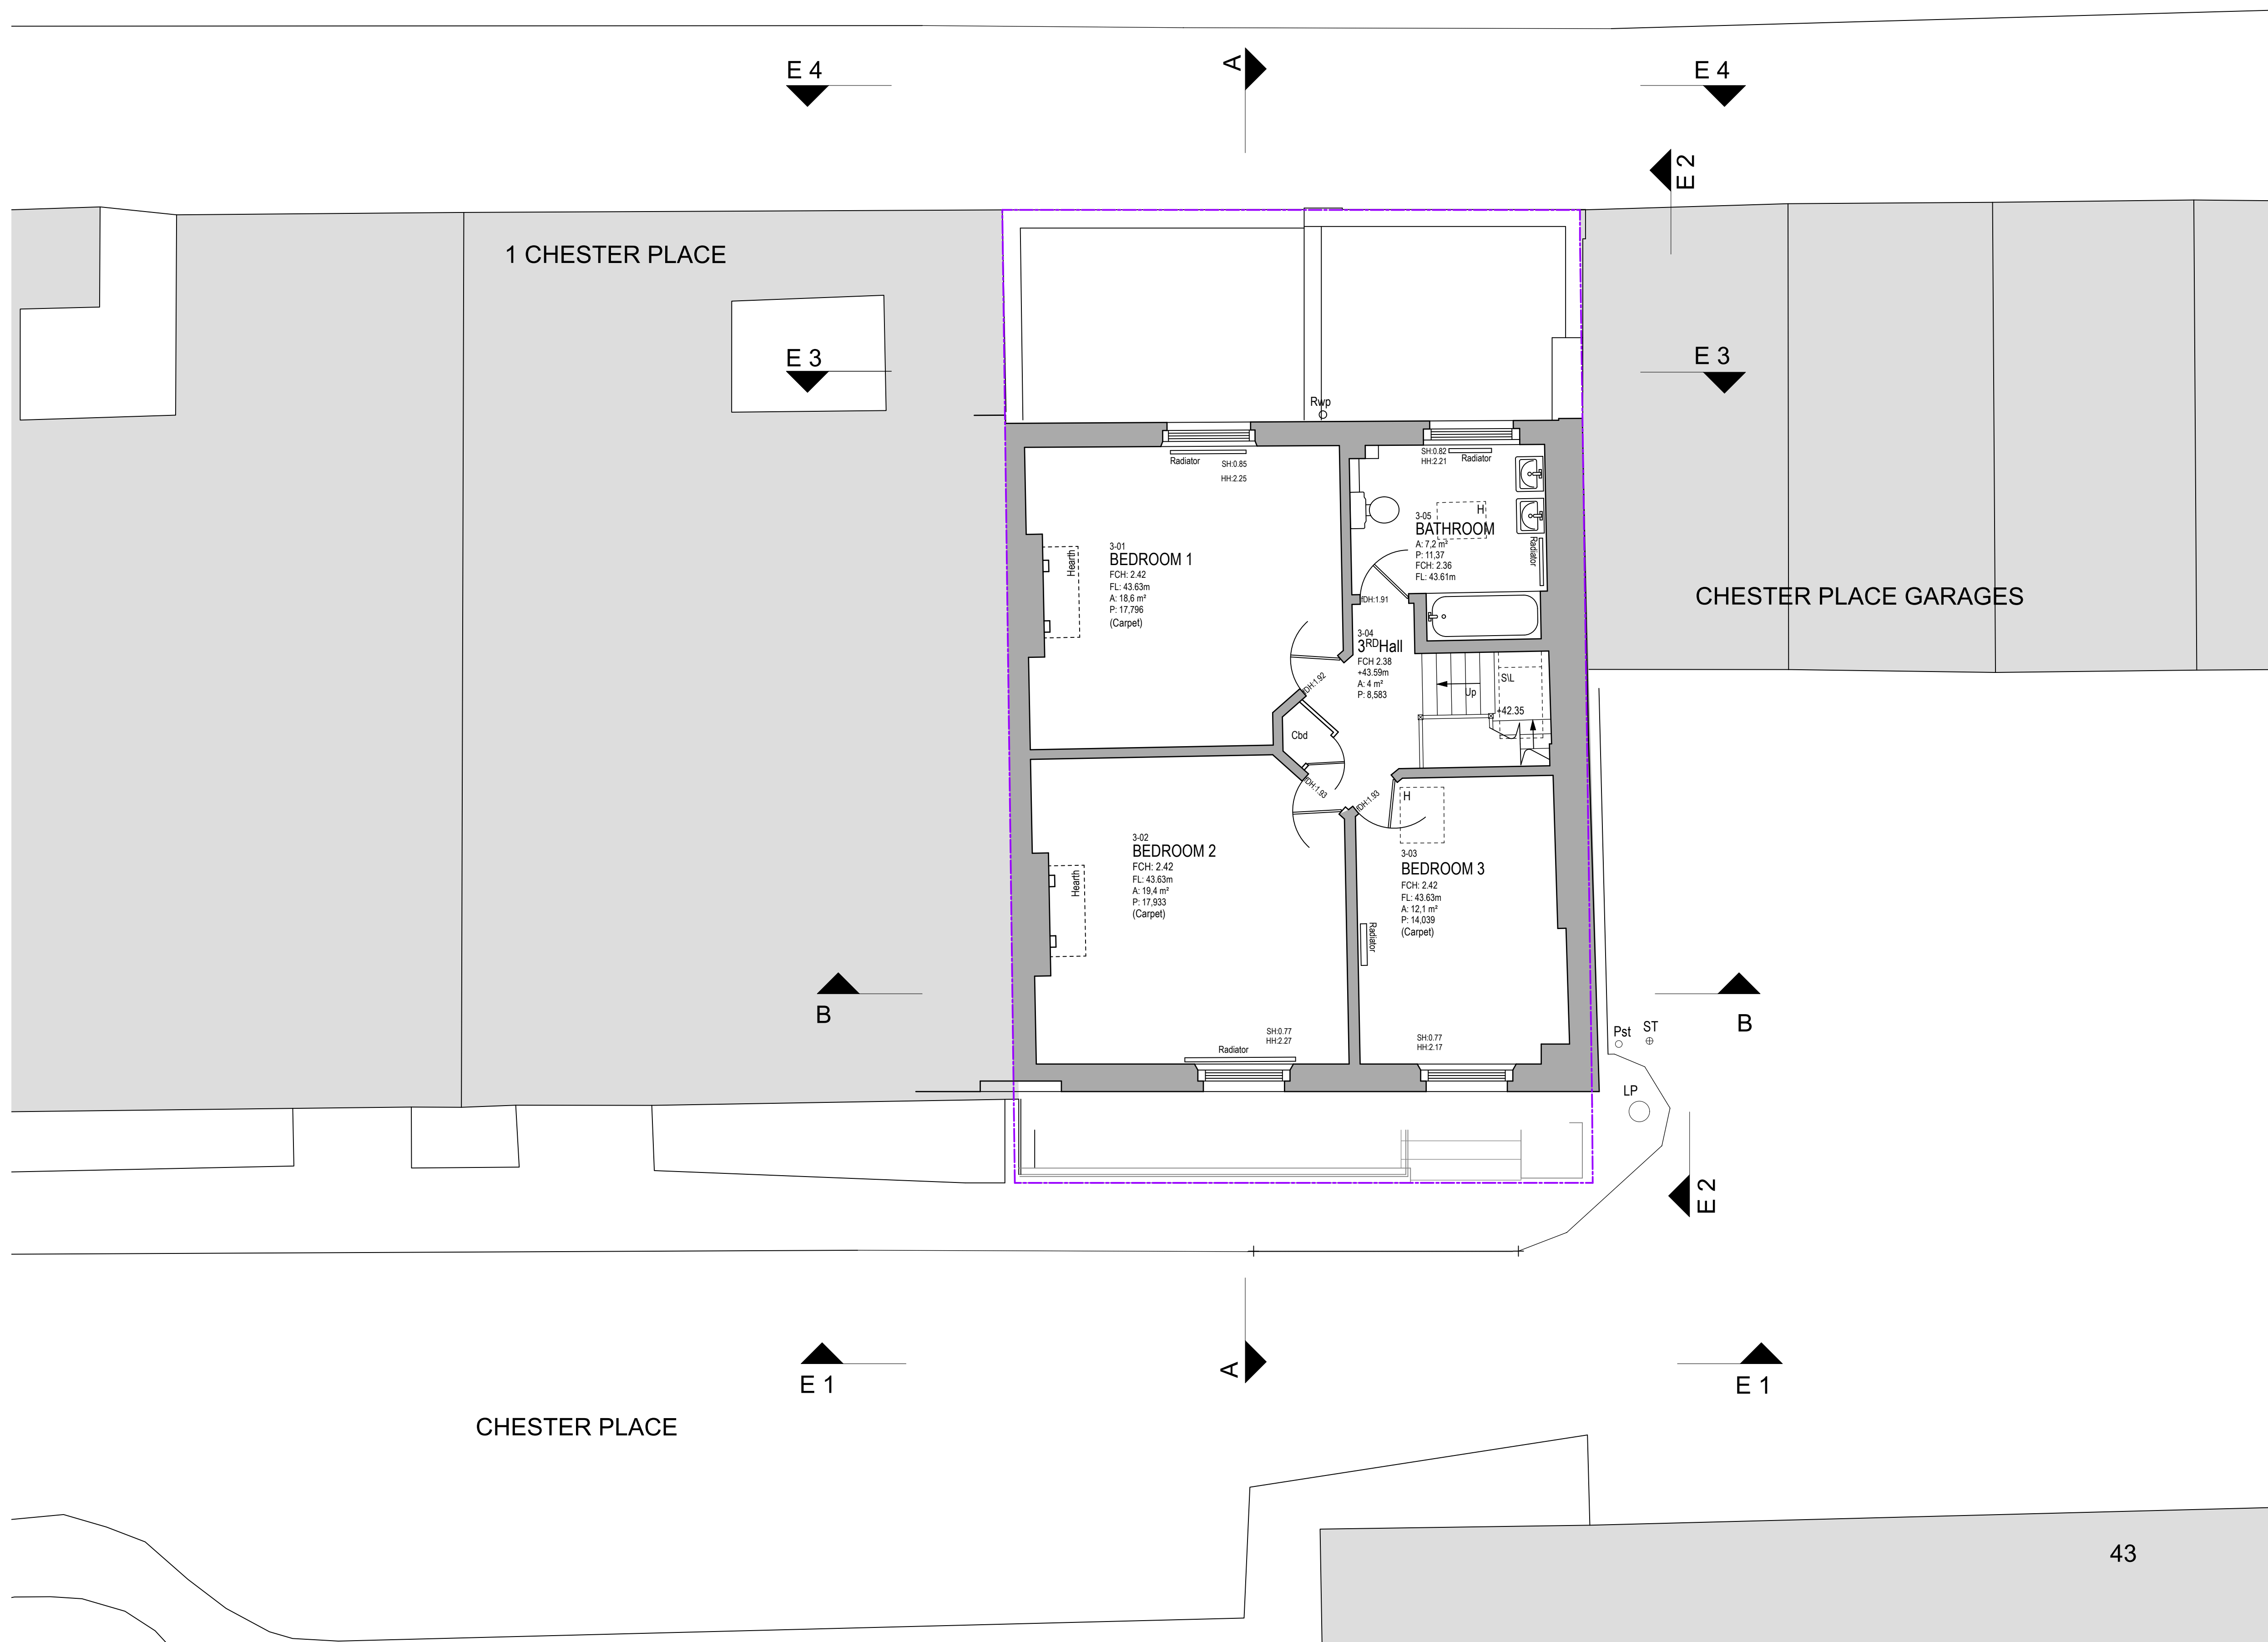 E 4
A
E 4
E 2
1 CHESTER PLACE
E 3
E 3
Rwp
Radiator
SH:0.85
HH:2.25
SH:0.82
HH:2.21
Radiator
3-01
BEDROOM 1
FCH: 2.42
FL: 43.63m
A: 18,6 m²
P: 17,796
(Carpet)
Hearth
3-05
BATHROOM
A: 7,2 m²
P: 11,37
FCH: 2.36
FL: 43.61m
H
Radiator
CHESTER PLACE GARAGES
fDH:1.91
3-04
3RDHall
FCH 2.38
+43.59m
A: 4 m²
P: 8,583
fDH:1.92
Up
S\L
+42.35
Cbd
fDH:1.93
fDH:1.93
H
3-02
BEDROOM 2
FCH: 2.42
FL: 43.63m
A: 19,4 m²
P: 17,933
(Carpet)
Hearth
3-03
BEDROOM 3
FCH: 2.42
FL: 43.63m
A: 12,1 m²
P: 14,039
(Carpet)
Radiator
B
B
SH:0.77
HH:2.27
Radiator
SH:0.77
HH:2.17
Pst
ST
LP
E 2
E 1
A
E 1
CHESTER PLACE
43